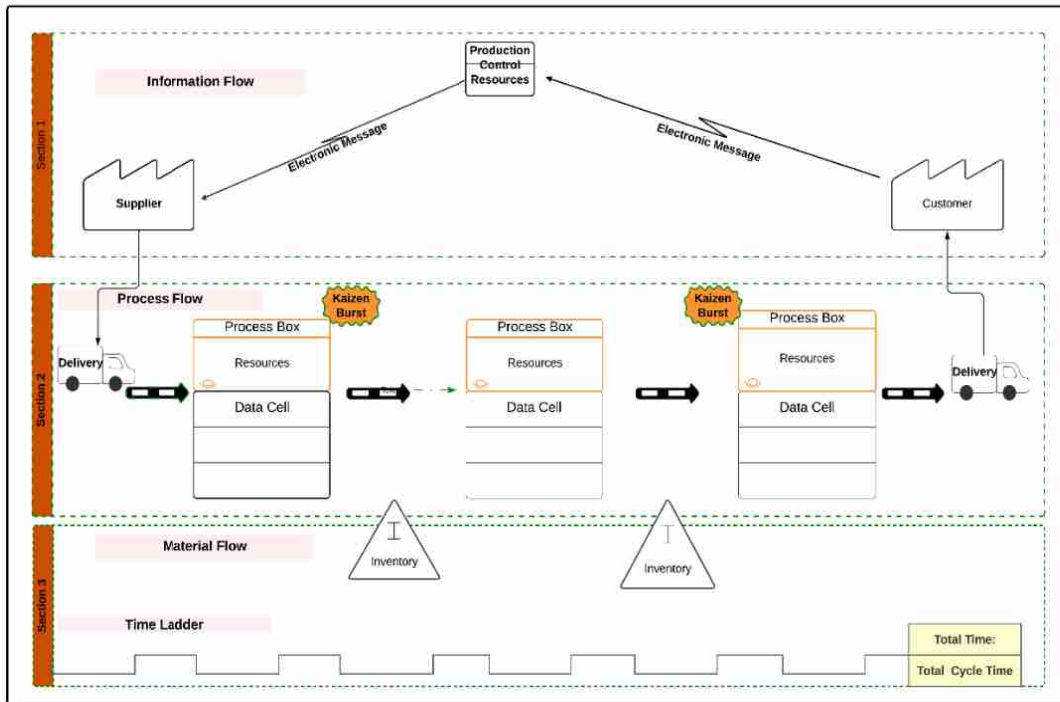 Section 1
Information Flow
Production
Control
Resources
Electronic Message
Electronic Message
Supplier
Customer
Section 2
Process Flow
Kaizen
Burst
Kaizen
Burst
Delivery
Process Box
Resources
Data Cell
Process Box
Resources
Data Cell
Process Box
Resources
Data Cell
Delivery
Section 3
Material Flow
I
Inventory
I
Inventory
Time Ladder
Total Time:
Total Cycle Time